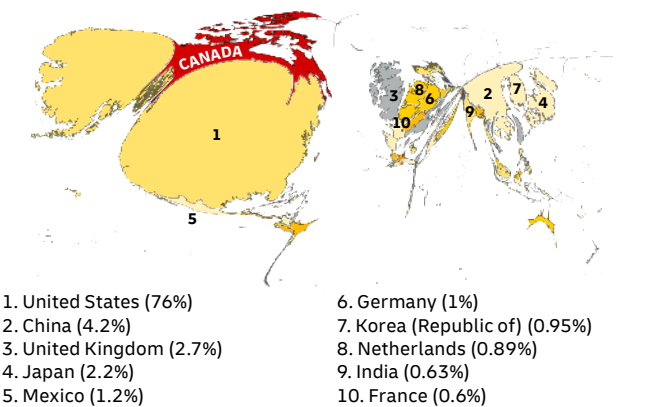 CANADA
1
3
8
6
2
7
4
9
10
5
1. United States (76%)
2. China (4.2%)
3. United Kingdom (2.7%)
4. Japan (2.2%)
5. Mexico (1.2%)
6. Germany (1%)
7. Korea (Republic of) (0.95%)
8. Netherlands (0.89%)
9. India (0.63%)
10. France (0.6%)